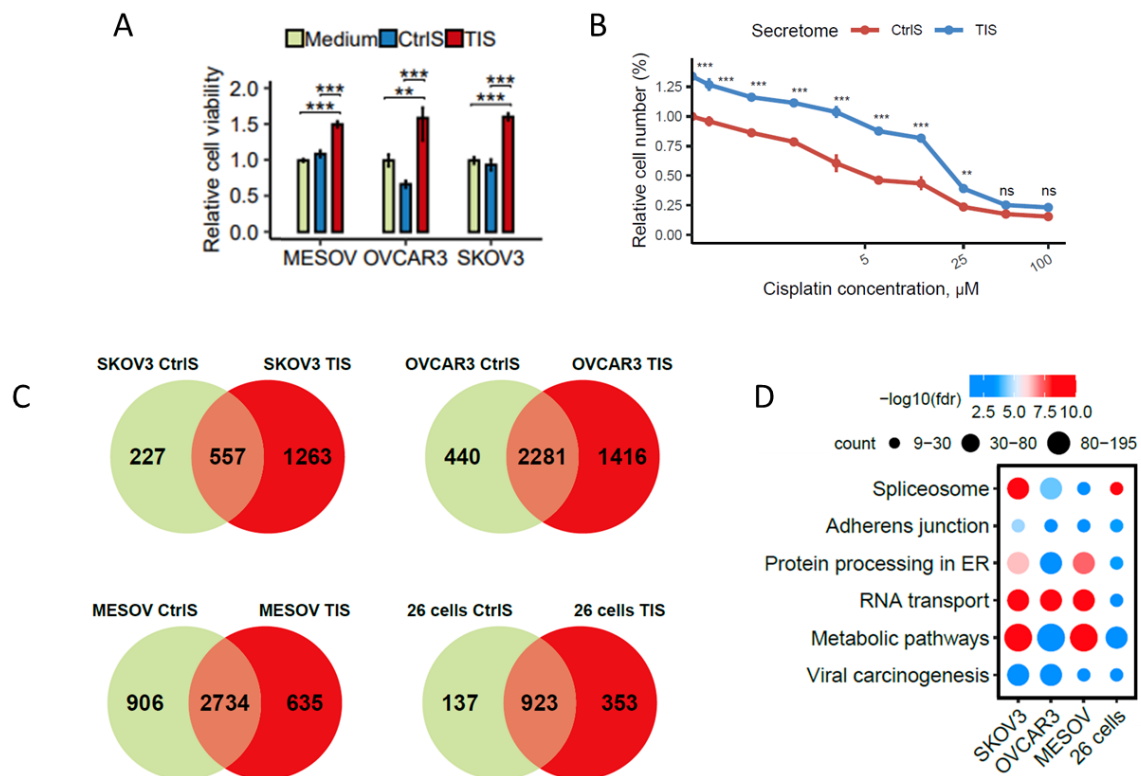 A
Medium CtrlS TIS
Relative cell viability
2.0
1.5
1.0
0.5
0.0
*** *** *** ** *** ***
MESOV OVCAR3 SKOV3
B
Secretome CtrlS TIS
Relative cell number (%)
1.25
1.00
0.75
0.50
0.25
0.00
*** *** *** *** *** *** *** ** ns ns
5 25 100
Cisplatin concentration, µM
C
SKOV3 CtrlS SKOV3 TIS
227 557 1263
OVCAR3 CtrlS OVCAR3 TIS
440 2281 1416
MESOV CtrlS MESOV TIS
906 2734 635
26 cells CtrlS 26 cells TIS
137 923 353
D
−log10(fdr)
2.5 5.0 7.5 10.0
count 9−30 30−80 80−195
Spliceosome
Adherens junction
Protein processing in ER
RNA transport
Metabolic pathways
Viral carcinogenesis
SKOV3
OVCAR3
MESOV
26 cells